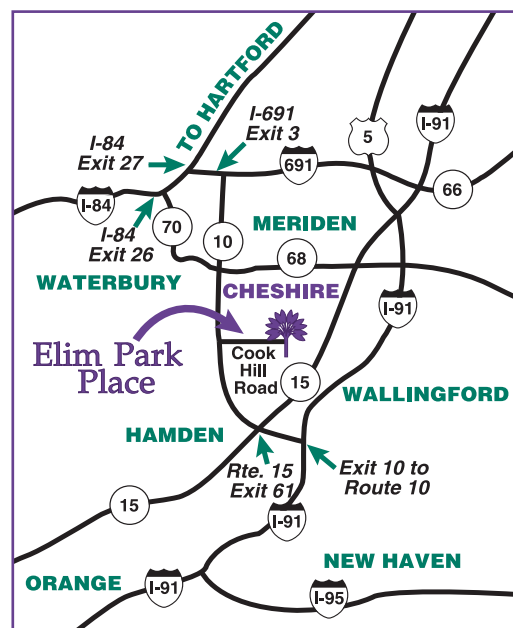 TO HARTFORD
I-91
5
I-691
Exit 3
I-84
Exit 27
691
66
I-84
70
I-84
Exit 26
10
MERIDEN
68
WATERBURY
CHESHIRE
I-91
Elim Park
Place
Cook
Hill
Road
15
WALLINGFORD
HAMDEN
Rte. 15
Exit 61
Exit 10 to
Route 10
15
I-91
NEW HAVEN
ORANGE
I-91
I-95